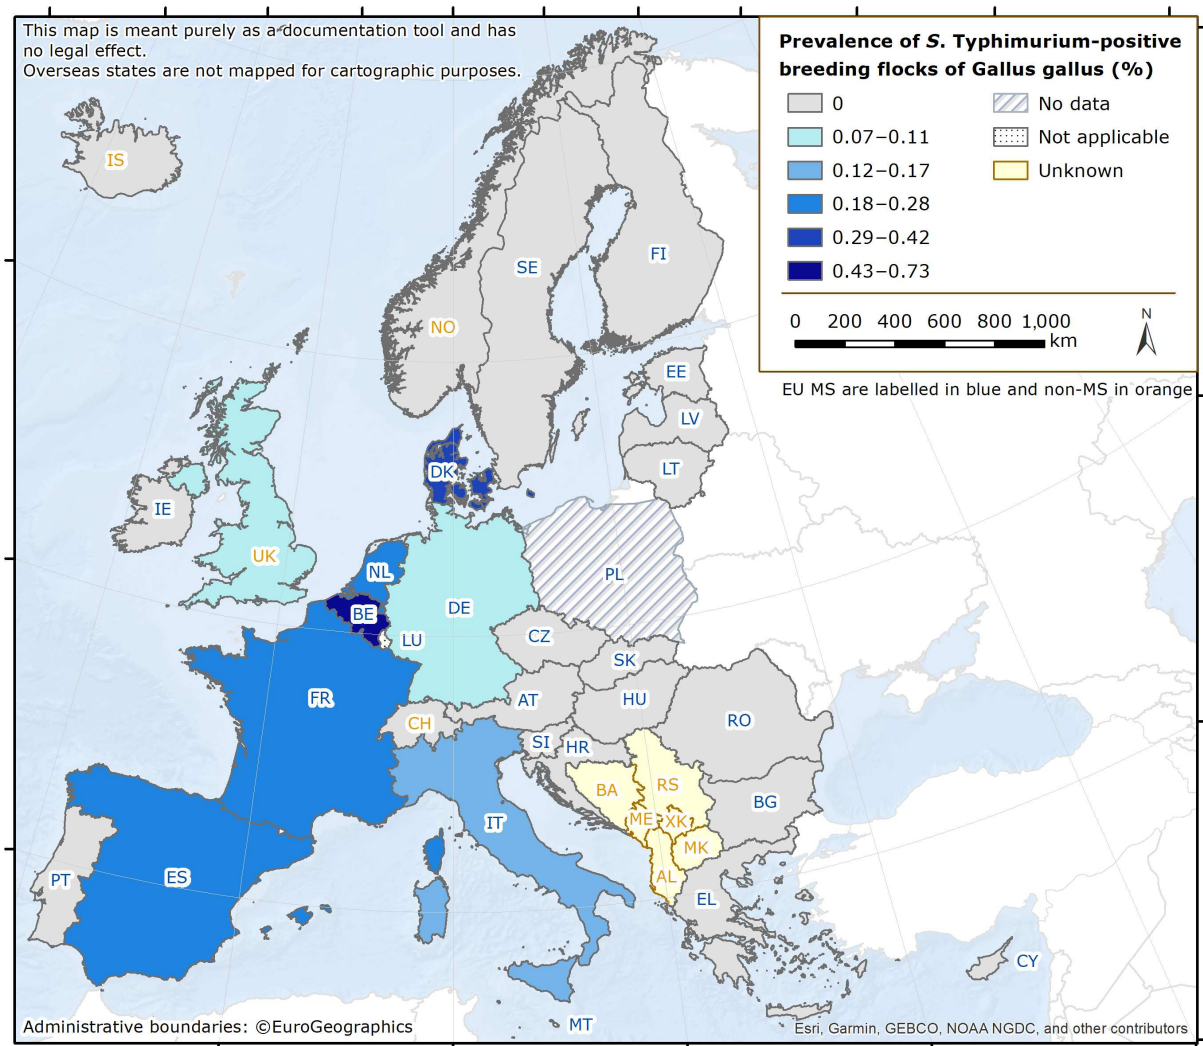 This map is meant purely as a documentation tool and has
no legal effect.
Overseas states are not mapped for cartographic purposes.
Prevalence of S. Typhimurium-positive
breeding flocks of Gallus gallus (%)
0
No data
0.07–0.11
Not applicable
0.12–0.17
Unknown
0.18–0.28
0.29–0.42
0.43–0.73
0 200 400 600 800 1,000
km
N
EU MS are labelled in blue and non-MS in orange
IS
FI
SE
NO
EE
LV
LT
DK
IE
UK
NL
PL
DE
BE
LU
CZ
SK
FR
AT
HU
CH
RO
SI
HR
BA
RS
BG
IT
ME
XK
MK
PT
ES
AL
EL
CY
MT
Administrative boundaries: ©EuroGeographics
Esri, Garmin, GEBCO, NOAA NGDC, and other contributors